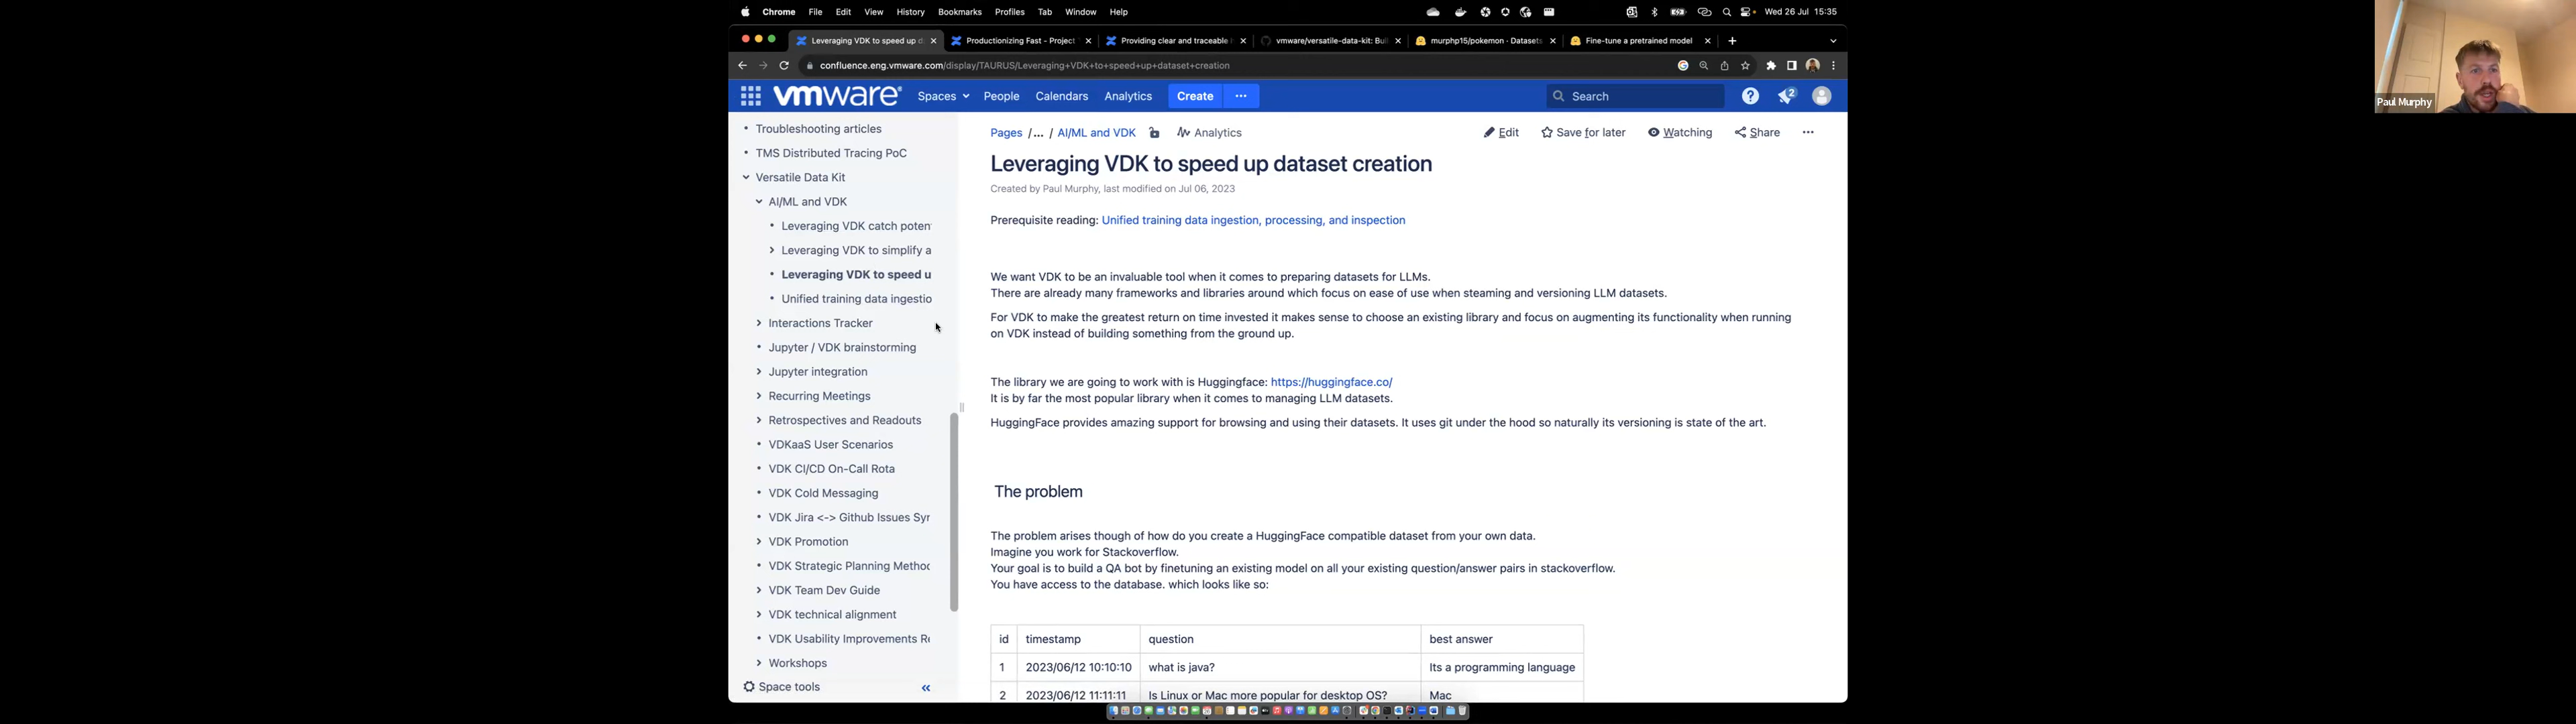 Chrome File Edit View History Bookmarks Profiles Tab Window Help
Wed 26 Jul 15:35
Leveraging VDK to speed up d
Productionizing Fast - Project
Providing clear and traceable
vmware/versatile-data-kit: Bui
murphp15/pokemon · Datasets
Fine-tune a pretrained model
confluence.eng.vmware.com/display/TAURUS/Leveraging+VDK+to+speed+up+dataset+creation
vmware Spaces People Calendars Analytics Create ··· Search ? 2
Troubleshooting articles
TMS Distributed Tracing PoC
Versatile Data Kit
AI/ML and VDK
Leveraging VDK catch poten
Leveraging VDK to simplify a
Leveraging VDK to speed u
Unified training data ingestio
Interactions Tracker
Jupyter / VDK brainstorming
Jupyter integration
Recurring Meetings
Retrospectives and Readouts
VDKaaS User Scenarios
VDK CI/CD On-Call Rota
VDK Cold Messaging
VDK Jira <-> Github Issues Syn
VDK Promotion
VDK Strategic Planning Method
VDK Team Dev Guide
VDK technical alignment
VDK Usability Improvements Re
Workshops
Space tools «
Pages /... / AI/ML and VDK Analytics
Edit Save for later Watching Share ···
Leveraging VDK to speed up dataset creation
Created by Paul Murphy, last modified on Jul 06, 2023
Prerequisite reading: Unified training data ingestion, processing, and inspection
We want VDK to be an invaluable tool when it comes to preparing datasets for LLMs.
There are already many frameworks and libraries around which focus on ease of use when steaming and versioning LLM datasets.
For VDK to make the greatest return on time invested it makes sense to choose an existing library and focus on augmenting its functionality when running
on VDK instead of building something from the ground up.
The library we are going to work with is Huggingface: https://huggingface.co/
It is by far the most popular library when it comes to managing LLM datasets.
HuggingFace provides amazing support for browsing and using their datasets. It uses git under the hood so naturally its versioning is state of the art.
The problem
The problem arises though of how do you create a HuggingFace compatible dataset from your own data.
Imagine you work for Stackoverflow.
Your goal is to build a QA bot by finetuning an existing model on all your existing question/answer pairs in stackoverflow.
You have access to the database. which looks like so:
id timestamp question best answer
1 2023/06/12 10:10:10 what is java? Its a programming language
2 2023/06/12 11:11:11 Is Linux or Mac more popular for desktop OS? Mac
Paul Murphy